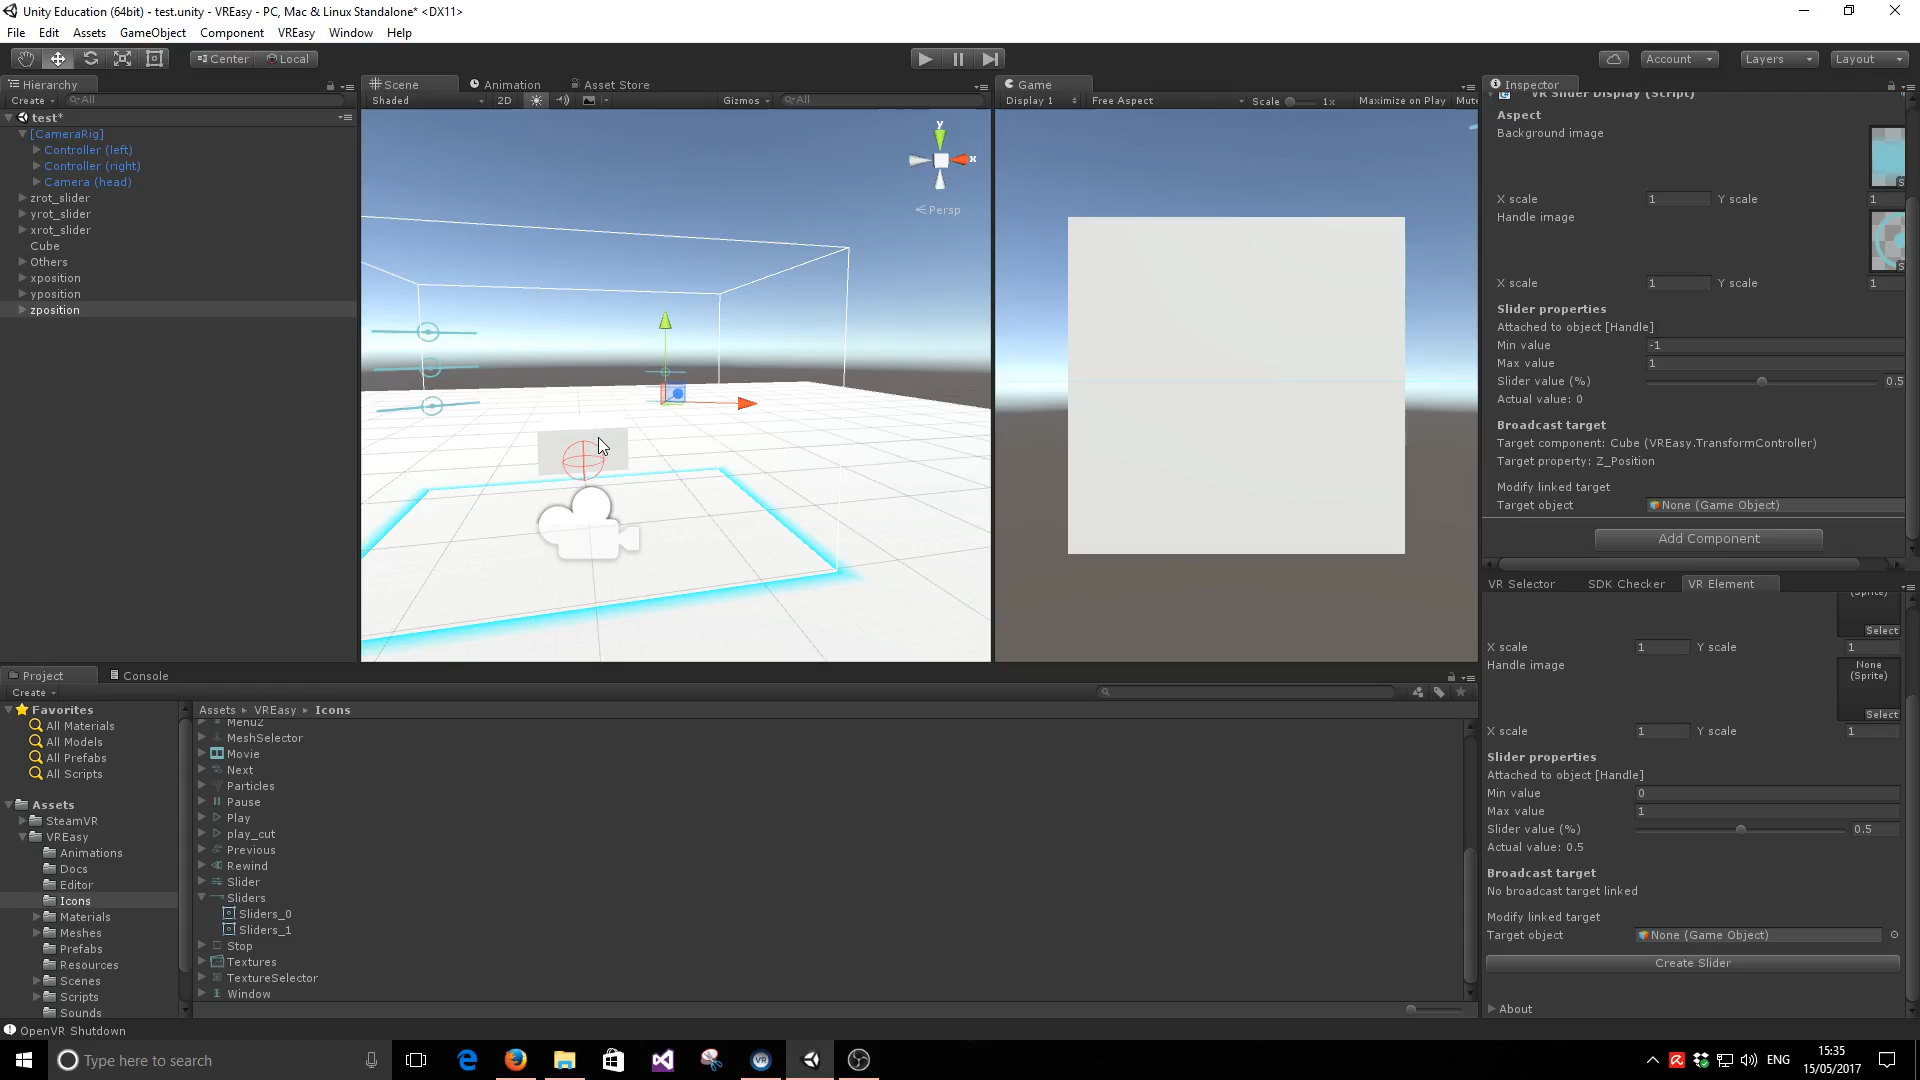 Unity Education (64bit) - test.unity - VREasy - PC, Mac & Linux Standalone* <DX11>
File Edit Assets GameObject Component VREasy Window Help
Center Local Account Layers Layout
Hierarchy
Create All
test*
[CameraRig]
Controller (left)
Controller (right)
Camera (head)
zrot_slider
yrot_slider
xrot_slider
Cube
Others
xposition
yposition
zposition
Scene Animation Asset Store
Shaded 2D Gizmos All
y
x
Persp
Game
Display 1 Free Aspect Scale 1x Maximize on Play Mute
Inspector
VR Slider Display (Script)
Aspect
Background image
X scale 1 Y scale 1
Handle image
X scale 1 Y scale 1
Slider properties
Attached to object [Handle]
Min value -1
Max value 1
Slider value (%) 0.5
Actual value: 0
Broadcast target
Target component: Cube (VREasy.TransformController)
Target property: Z_Position
Modify linked target
Target object None (Game Object)
Add Component
VR Selector SDK Checker VR Element
(Sprite)
Select
X scale 1 Y scale 1
Handle image
None
(Sprite)
Select
X scale 1 Y scale 1
Slider properties
Attached to object [Handle]
Min value 0
Max value 1
Slider value (%) 0.5
Actual value: 0.5
Broadcast target
No broadcast target linked
Modify linked target
Target object None (Game Object)
Create Slider
About
Project Console
Create
Favorites
All Materials
All Models
All Prefabs
All Scripts
Assets
SteamVR
VREasy
Animations
Docs
Editor
Icons
Materials
Meshes
Prefabs
Resources
Scenes
Scripts
Sounds
Assets VREasy Icons
Menu2
MeshSelector
Movie
Next
Particles
Pause
Play
play_cut
Previous
Rewind
Slider
Sliders
Sliders_0
Sliders_1
Stop
Textures
TextureSelector
Window
OpenVR Shutdown
Type here to search
VR
ENG
15:35
15/05/2017